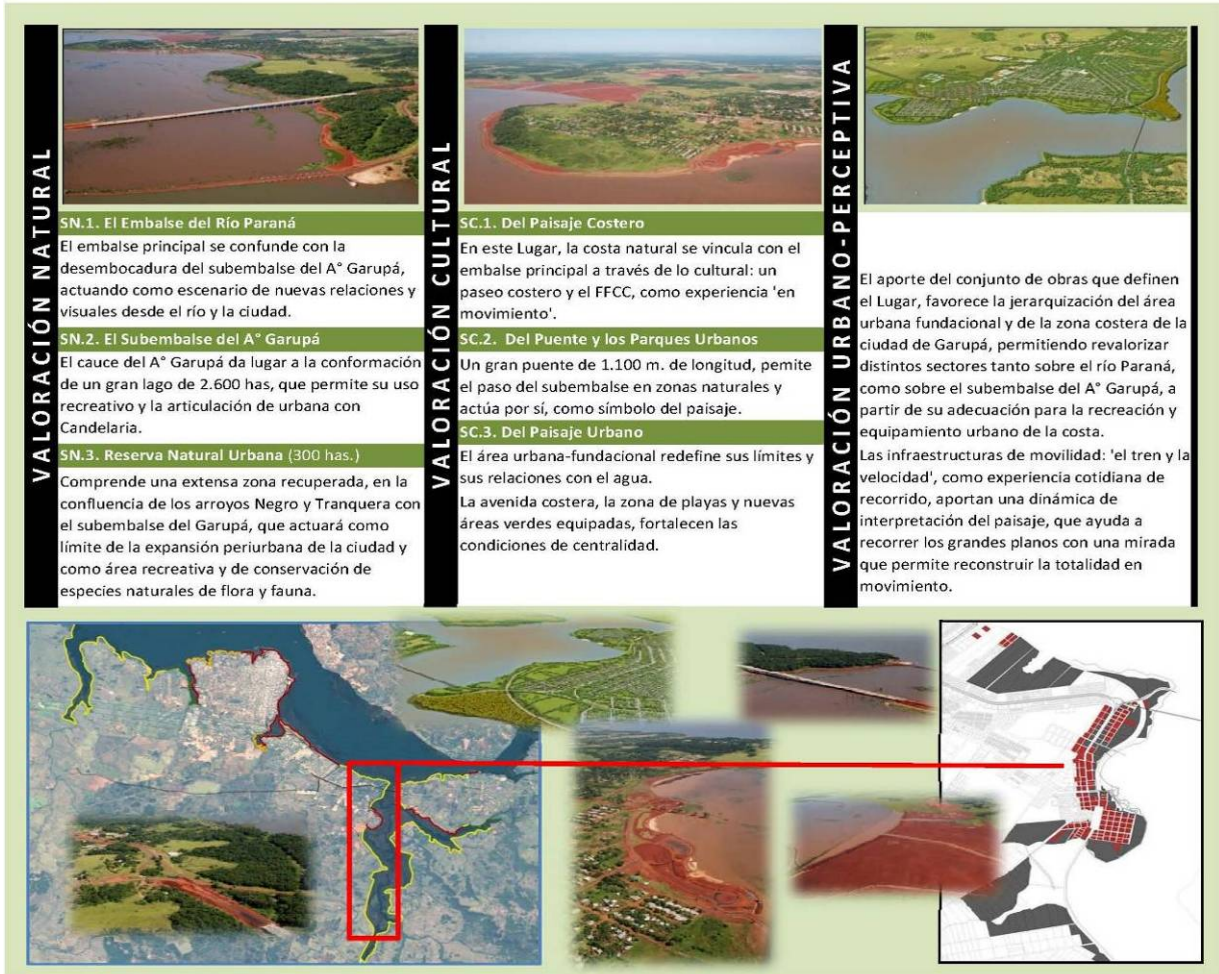 VALORACIÓN NATURAL
SN.1. El Embalse del Río Paraná
El embalse principal se confunde con la
desembocadura del subembalse del A° Garupá,
actuando como escenario de nuevas relaciones y
visuales desde el río y la ciudad.
SN.2. El Subembalse del A° Garupá
El cauce del A° Garupá da lugar a la conformación
de un gran lago de 2.600 has, que permite su uso
recreativo y la articulación de urbana con
Candelaria.
SN.3. Reserva Natural Urbana (300 has.)
Comprende una extensa zona recuperada, en la
confluencia de los arroyos Negro y Tranquera con
el subembalse del Garupá, que actuará como
límite de la expansión periurbana de la ciudad y
como área recreativa y de conservación de
especies naturales de flora y fauna.
VALORACIÓN CULTURAL
SC.1. Del Paisaje Costero
En este Lugar, la costa natural se vincula con el
embalse principal a través de lo cultural: un
paseo costero y el FFCC, como experiencia 'en
movimiento'.
SC.2. Del Puente y los Parques Urbanos
Un gran puente de 1.100 m. de longitud, pemite
el paso del subembalse en zonas naturales y
actúa por sí, como símbolo del paisaje.
SC.3. Del Paisaje Urbano
El área urbana-fundacional redefine sus límites y
sus relaciones con el agua.
La avenida costera, la zona de playas y nuevas
áreas verdes equipadas, fortalecen las
condiciones de centralidad.
VALORACIÓN URBANO-PERCEPTIVA
El aporte del conjunto de obras que definen
el Lugar, favorece la jerarquización del área
urbana fundacional y de la zona costera de la
ciudad de Garupá, permitiendo revalorizar
distintos sectores tanto sobre el río Paraná,
como sobre el subembalse del A° Garupá, a
partir de su adecuación para la recreación y
equipamiento urbano de la costa.
Las infraestructuras de movilidad: 'el tren y la
velocidad', como experiencia cotidiana de
recorrido, aportan una dinámica de
interpretación del paisaje, que ayuda a
recorrer los grandes planos con una mirada
que permite reconstruir la totalidad en
movimiento.